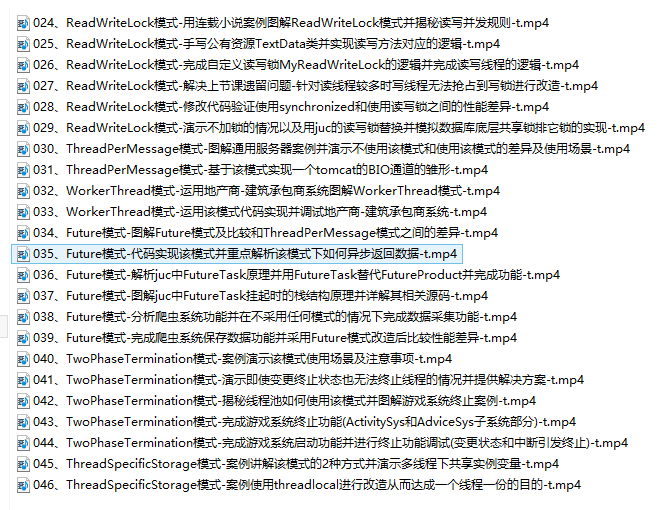 024、ReadWriteLock模式-用连载小说案例图解ReadWriteLock模式并揭秘读写并发规则-t.mp4
025、ReadWriteLock模式-手写公有资源TextData类并实现读写方法对应的逻辑-t.mp4
026、ReadWriteLock模式-完成自定义读写锁MyReadWriteLock的逻辑并完成读写线程的逻辑-t.mp4
027、ReadWriteLock模式-解决上节课遗留问题-针对读线程较多时写线程无法抢占到写锁进行改造-t.mp4
028、ReadWriteLock模式-修改代码验证使用synchronized和使用读写锁之间的性能差异-t.mp4
029、ReadWriteLock模式-演示不加锁的情况以及用juc的读写锁替换并模拟数据库底层共享锁排它锁的实现-t.mp4
030、ThreadPerMessage模式-图解通用服务器案例并演示不使用该模式和使用该模式的差异及使用场景-t.mp4
031、ThreadPerMessage模式-基于该模式实现一个tomcat的BIO通道的雏形-t.mp4
032、WorkerThread模式-运用地产商-建筑承包商系统图解WorkerThread模式-t.mp4
033、WorkerThread模式-运用该模式代码实现并调试地产商-建筑承包商系统-t.mp4
034、Future模式-图解Future模式及比较和ThreadPerMessage模式之间的差异-t.mp4
035、Future模式-代码实现该模式并重点解析该模式下如何异步返回数据-t.mp4
036、Future模式-解析juc中FutureTask原理并用FutureTask替代FutureProduct并完成功能-t.mp4
037、Future模式-图解juc中FutureTask挂起时的栈结构原理并详解其相关源码-t.mp4
038、Future模式-分析爬虫系统功能并在不采用任何模式的情况下完成数据采集功能-t.mp4
039、Future模式-完成爬虫系统保存数据功能并采用Future模式改造后比较性能差异-t.mp4
040、TwoPhaseTermination模式-案例演示该模式使用场景及注意事项-t.mp4
041、TwoPhaseTermination模式-演示即使变更终止状态也无法终止线程的情况并提供解决方案-t.mp4
042、TwoPhaseTermination模式-揭秘线程池如何使用该模式并图解游戏系统终止案例-t.mp4
043、TwoPhaseTermination模式-完成游戏系统终止功能(ActivitySys和AdviceSys子系统部分)-t.mp4
044、TwoPhaseTermination模式-完成游戏系统启动功能并进行终止功能调试(变更状态和中断引发终止)-t.mp4
045、ThreadSpecificStorage模式-案例讲解该模式的2种方式并演示多线程下共享实例变量-t.mp4
046、ThreadSpecificStorage模式-案例使用threadlocal进行改造从而达成一个线程一份的目的-t.mp4